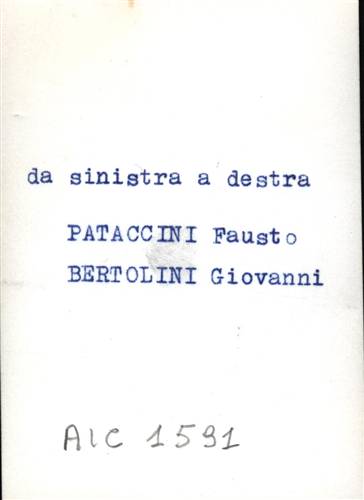 da sinistra a destra
PATACCINI Fausto
BERTOLINI Giovanni
AIC 1591